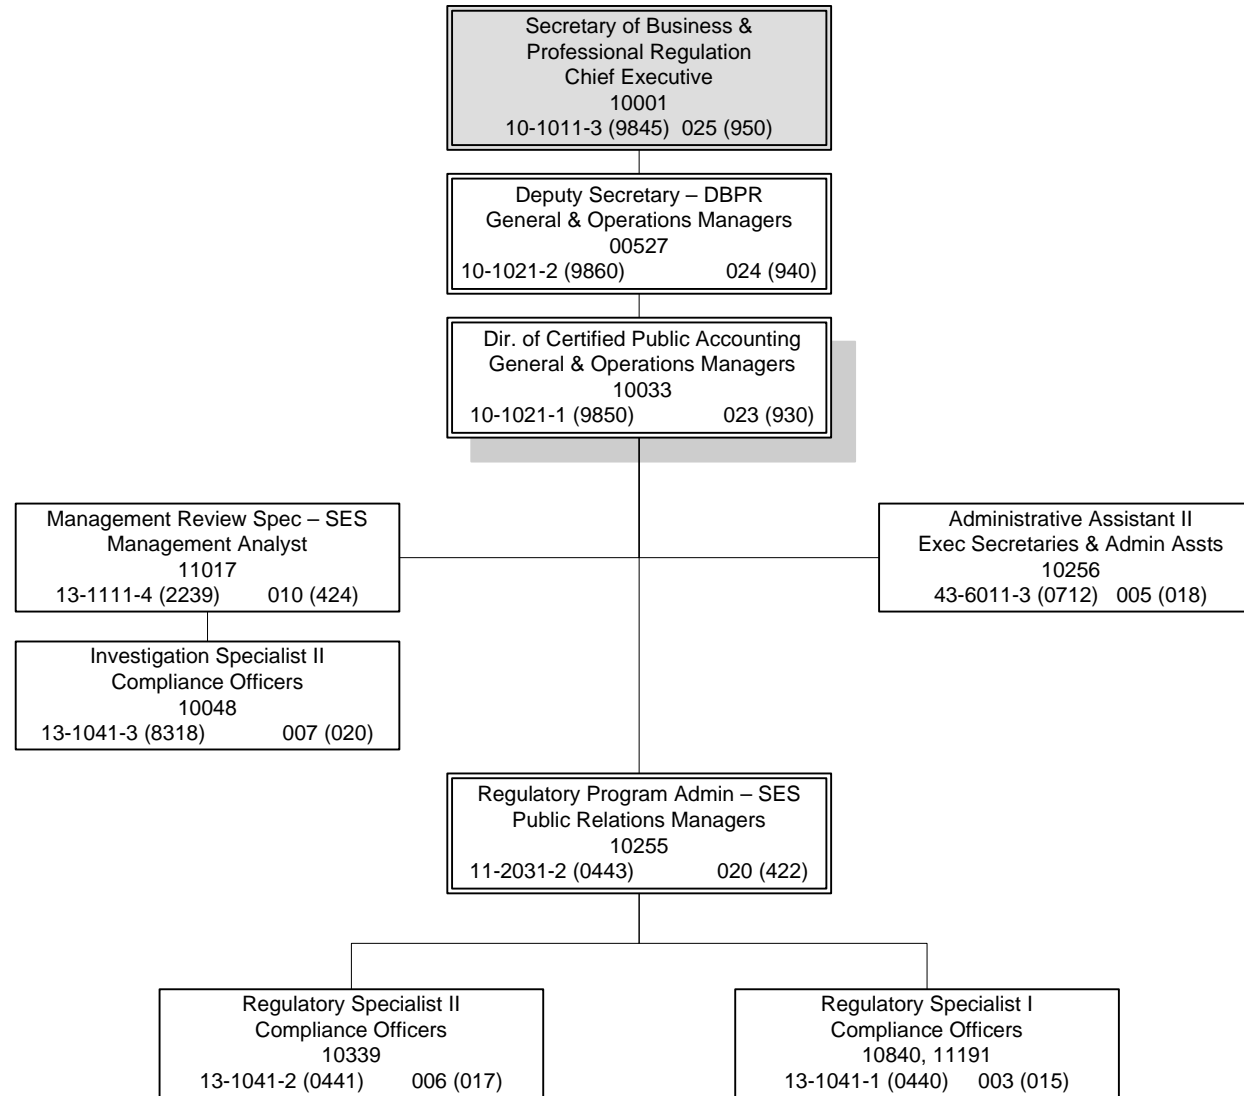 Secretary of Business &
Professional Regulation
Chief Executive
10001
10-1011-3 (9845) 025 (950)
Deputy Secretary – DBPR
General & Operations Managers
00527
10-1021-2 (9860) 024 (940)
Dir. of Certified Public Accounting
General & Operations Managers
10033
10-1021-1 (9850) 023 (930)
Management Review Spec – SES
Management Analyst
11017
13-1111-4 (2239) 010 (424)
Administrative Assistant II
Exec Secretaries & Admin Assts
10256
43-6011-3 (0712) 005 (018)
Investigation Specialist II
Compliance Officers
10048
13-1041-3 (8318) 007 (020)
Regulatory Program Admin – SES
Public Relations Managers
10255
11-2031-2 (0443) 020 (422)
Regulatory Specialist II
Compliance Officers
10339
13-1041-2 (0441) 006 (017)
Regulatory Specialist I
Compliance Officers
10840, 11191
13-1041-1 (0440) 003 (015)